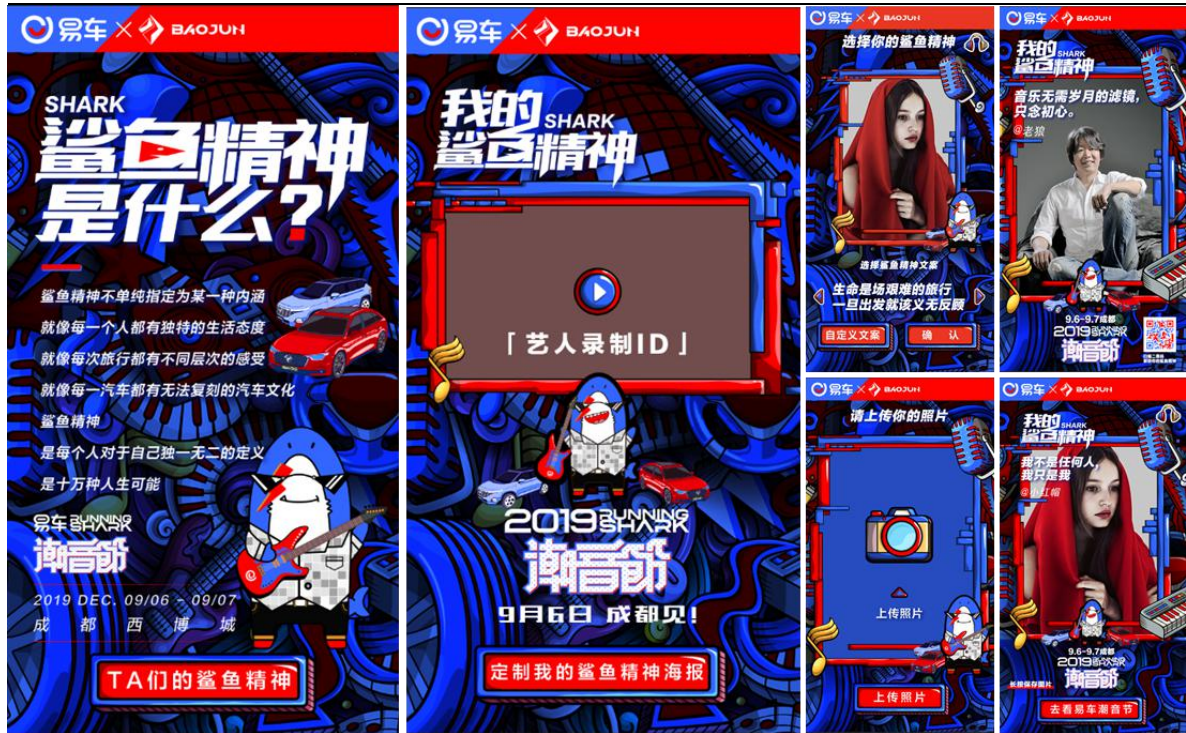 易车 × BAOJUN
SHARK
鲨鱼精神
是什么?
鲨鱼精神不单纯指定为某一种内涵
就像每一个人都有独特的生活态度
就像每次旅行都有不同层次的感受
就像每一汽车都有无法复刻的汽车文化
鲨鱼精神
是每个人对于自己独一无二的定义
是十万种人生可能
易车 RUNNING SHARK
潮音节
2019 DEC. 09/06 - 09/07
成都西博城
TA们的鲨鱼精神
易车 × BAOJUN
我的 SHARK
鲨鱼精神
「艺人录制ID」
2019 RUNNING SHARK
潮音节
9月6日 成都见!
定制我的鲨鱼精神海报
易车 × BAOJUN
选择你的鲨鱼精神
选择鲨鱼精神文案
生命是场艰难的旅行
一旦出发就该义无反顾
自定义文案
确 认
易车 × BAOJUN
我的 SHARK
鲨鱼精神
音乐无需岁月的滤镜,
只念初心。
@老狼
9.6-9.7成都
2019 RUNNING SHARK
潮音节
易车 × BAOJUN
请上传你的照片
上传照片
上传照片
易车 × BAOJUN
我的 SHARK
鲨鱼精神
我不是任何人,
我只是我
@小红帽
9.6-9.7成都
2019 RUNNING SHARK
潮音节
长按保存图片
去看易车潮音节